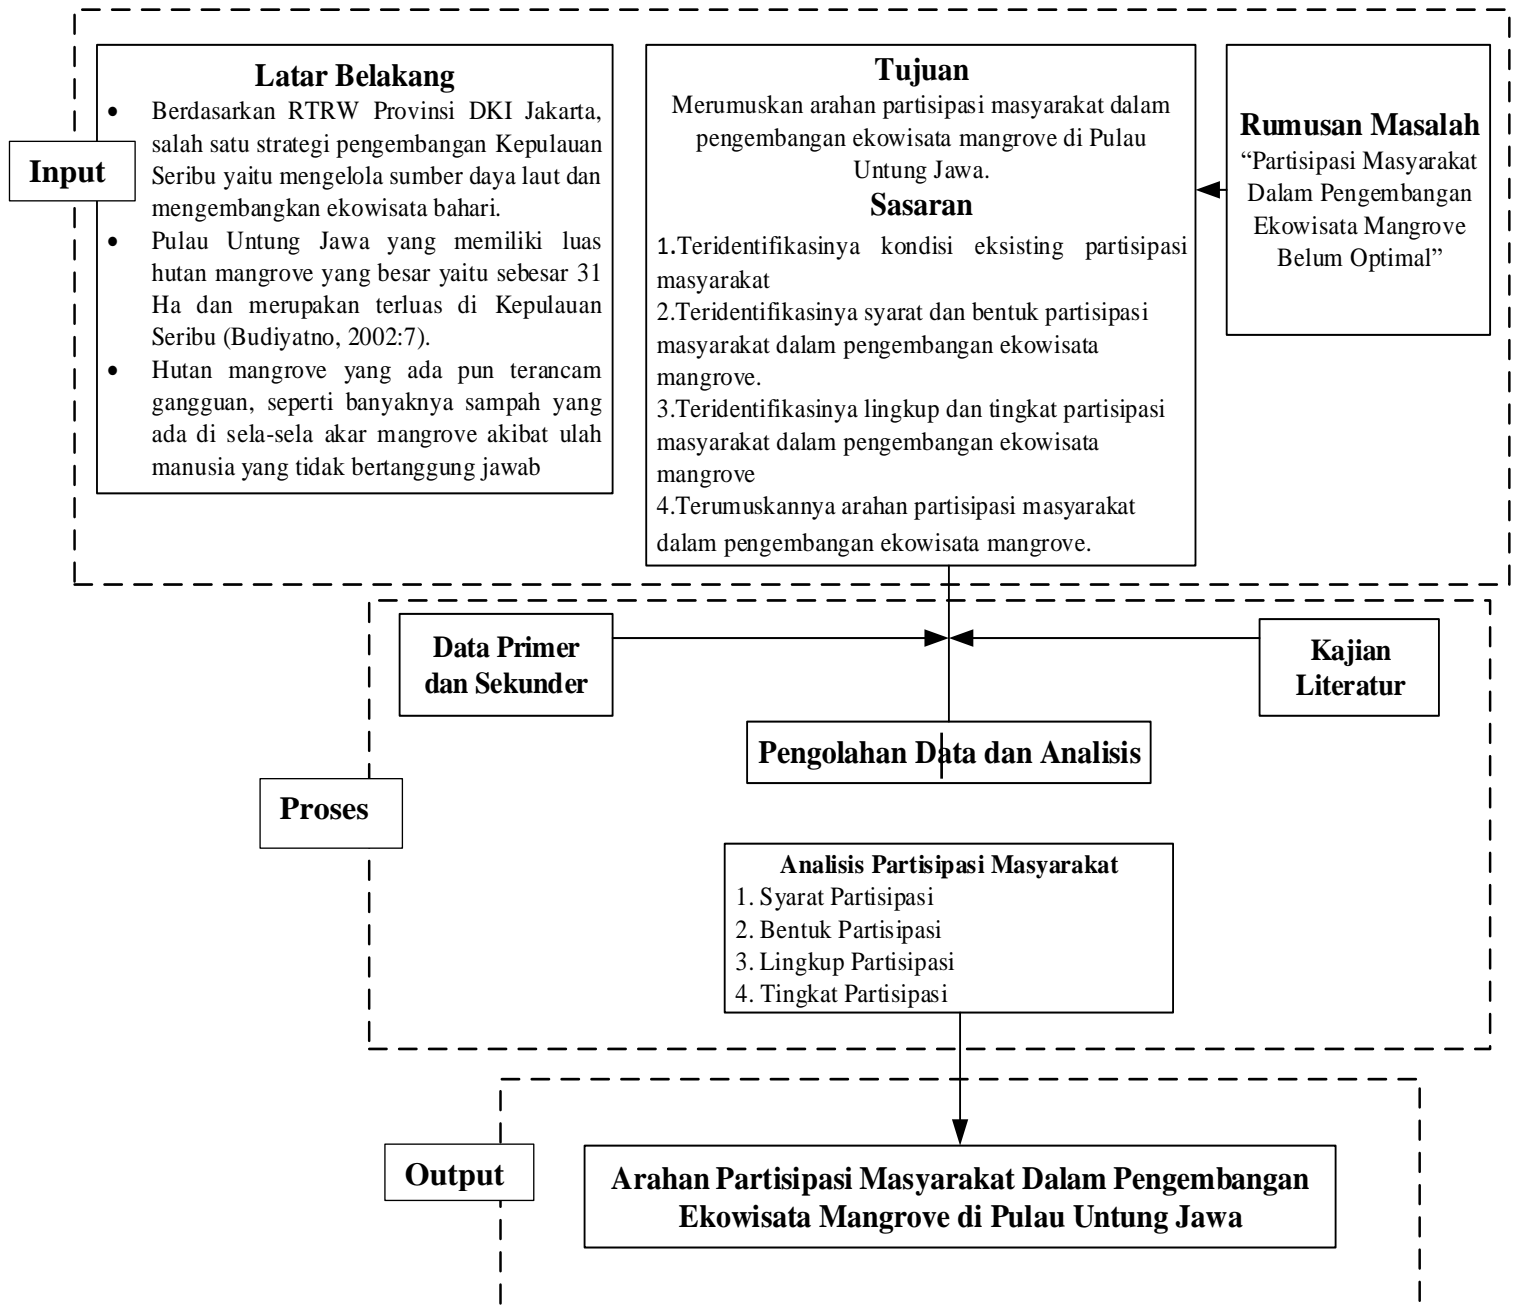 Input
Latar Belakang
• Berdasarkan RTRW Provinsi DKI Jakarta,
salah satu strategi pengembangan Kepulauan
Seribu yaitu mengelola sumber daya laut dan
mengembangkan ekowisata bahari.
• Pulau Untung Jawa yang memiliki luas
hutan mangrove yang besar yaitu sebesar 31
Ha dan merupakan terluas di Kepulauan
Seribu (Budiyatno, 2002:7).
• Hutan mangrove yang ada pun terancam
gangguan, seperti banyaknya sampah yang
ada di sela-sela akar mangrove akibat ulah
manusia yang tidak bertanggung jawab
Tujuan
Merumuskan arahan partisipasi masyarakat dalam
pengembangan ekowisata mangrove di Pulau
Untung Jawa.
Sasaran
1.Teridentifikasinya kondisi eksisting partisipasi
masyarakat
2.Teridentifikasinya syarat dan bentuk partisipasi
masyarakat dalam pengembangan ekowisata
mangrove.
3.Teridentifikasinya lingkup dan tingkat partisipasi
masyarakat dalam pengembangan ekowisata
mangrove
4.Terumuskannya arahan partisipasi masyarakat
dalam pengembangan ekowisata mangrove.
Rumusan Masalah
“Partisipasi Masyarakat
Dalam Pengembangan
Ekowisata Mangrove
Belum Optimal”
Proses
Data Primer
dan Sekunder
Kajian
Literatur
Pengolahan Data dan Analisis
Analisis Partisipasi Masyarakat
1. Syarat Partisipasi
2. Bentuk Partisipasi
3. Lingkup Partisipasi
4. Tingkat Partisipasi
Output
Arahan Partisipasi Masyarakat Dalam Pengembangan
Ekowisata Mangrove di Pulau Untung Jawa